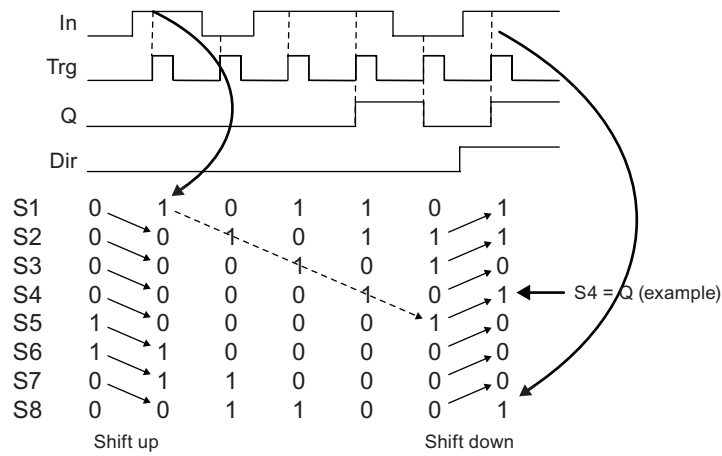 In
Trg
Q
Dir
S1 0 1 0 1 1 0 1
S2 0 0 1 0 1 1 1
S3 0 0 0 1 0 1 0
S4 0 0 0 0 1 0 1 S4 = Q (example)
S5 1 0 0 0 0 1 0
S6 1 1 0 0 0 0 0
S7 0 1 1 0 0 0 0
S8 0 0 1 1 0 0 1
Shift up Shift down